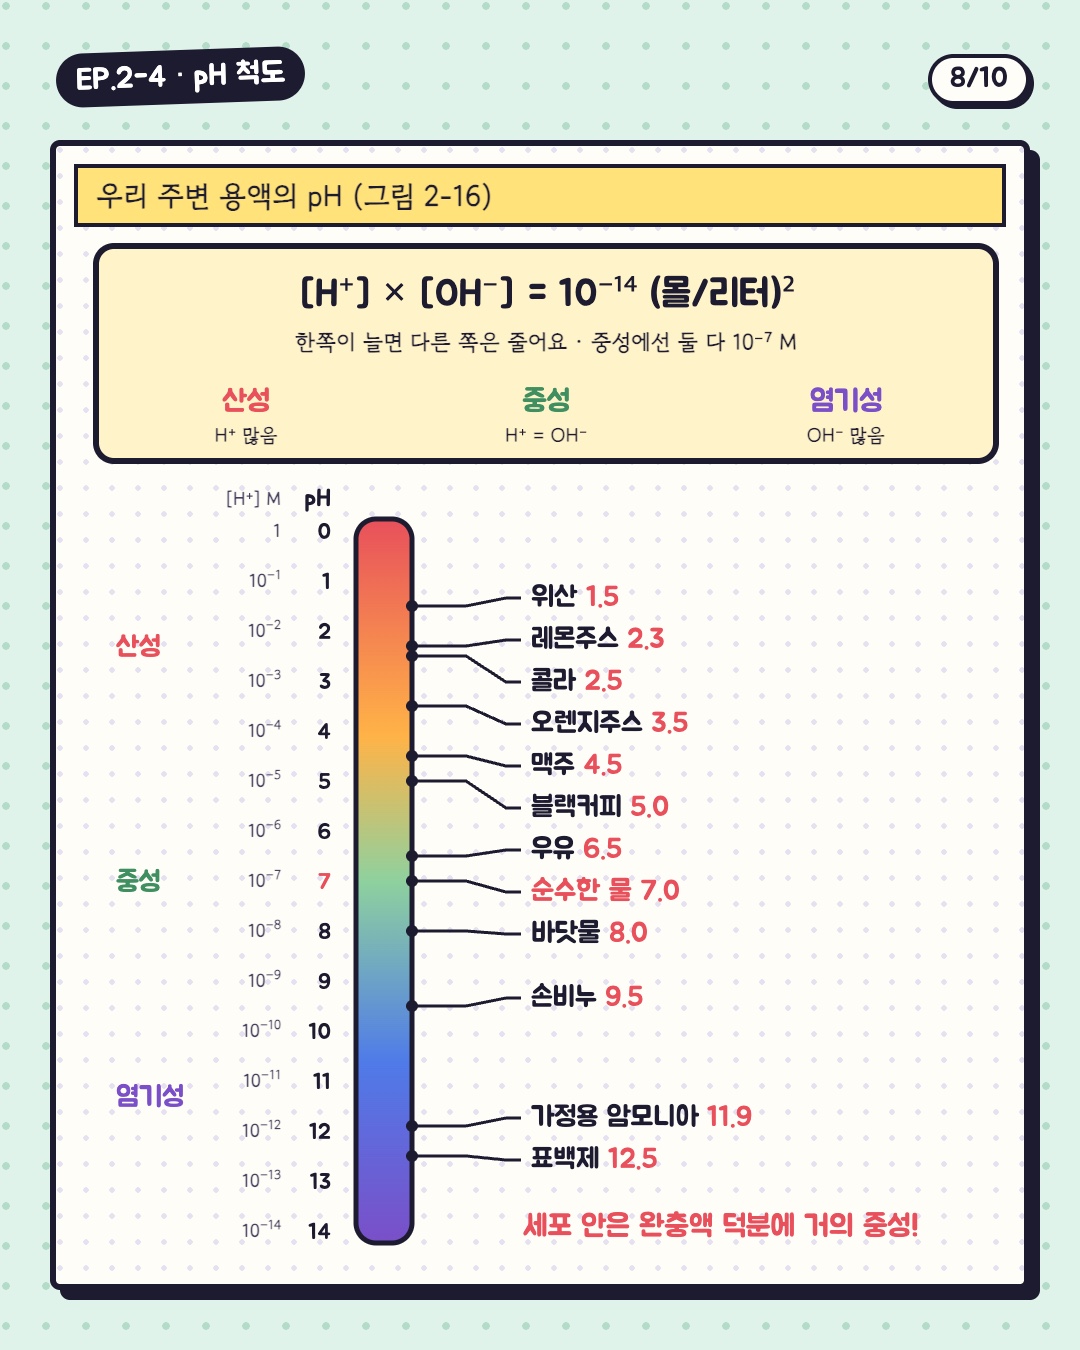 EP.2-4 · pH 척도
8/10
우리 주변 용액의 pH (그림 2-16)
[H⁺] × [OH⁻] = 10⁻¹⁴ (몰/리터)²
한쪽이 늘면 다른 쪽은 줄어요 · 중성에선 둘 다 10⁻⁷ M
산성 중성 염기성
H⁺ 많음 H⁺ = OH⁻ OH⁻ 많음
[H⁺] M pH
1 0
10⁻¹ 1
위산 1.5
10⁻² 2
레몬주스 2.3
산성
10⁻³ 3
콜라 2.5
오렌지주스 3.5
10⁻⁴ 4
맥주 4.5
10⁻⁵ 5
블랙커피 5.0
10⁻⁶ 6
우유 6.5
중성 10⁻⁷ 7
순수한 물 7.0
10⁻⁸ 8
바닷물 8.0
10⁻⁹ 9
손비누 9.5
10⁻¹⁰ 10
10⁻¹¹ 11
염기성
가정용 암모니아 11.9
10⁻¹² 12
표백제 12.5
10⁻¹³ 13
10⁻¹⁴ 14
세포 안은 완충액 덕분에 거의 중성!